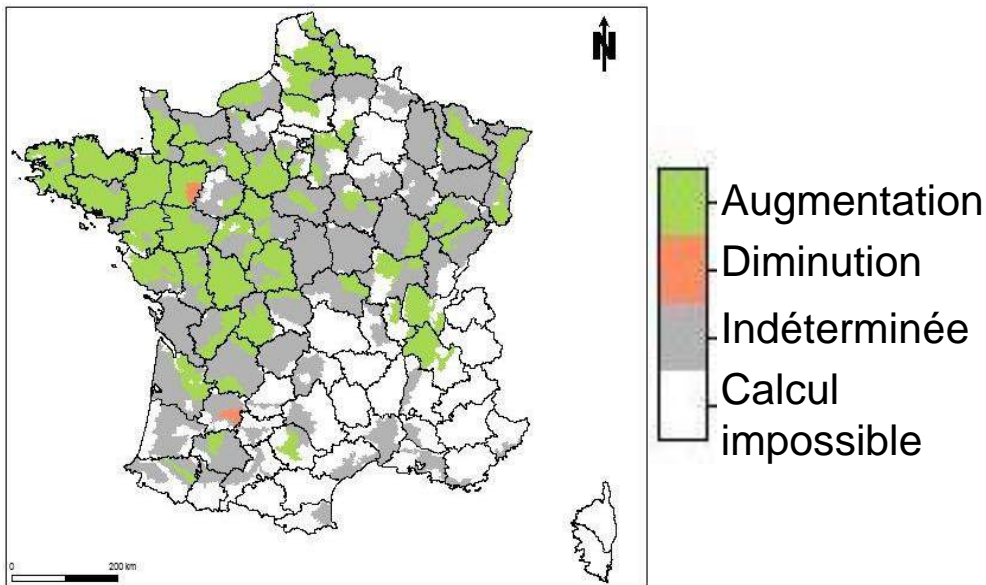 N
Augmentation
Diminution
Indéterminée
Calcul
impossible
0 200 km